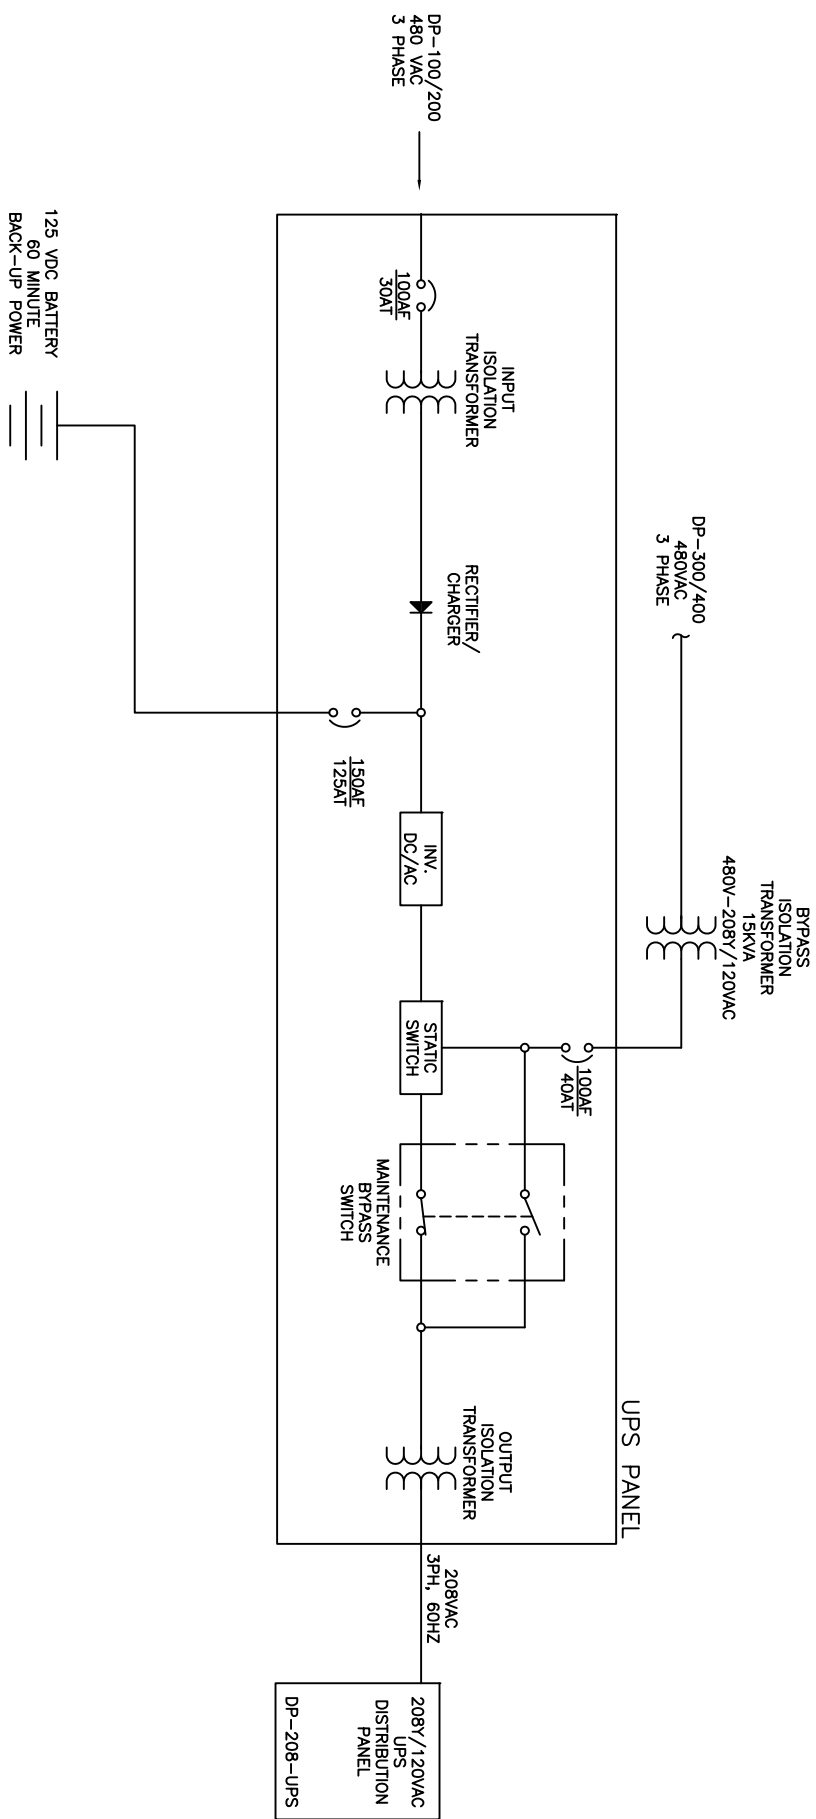 DP-100/200
480 VAC
3 PHASE
100AF
30AT
INPUT
ISOLATION
TRANSFORMER
RECTIFIER/
CHARGER
125 VDC BATTERY
60 MINUTE
BACK-UP POWER
150AF
125AT
INV.
DC/AC
DP-300/400
480VAC
3 PHASE
BYPASS
ISOLATION
TRANSFORMER
15KVA
480V-208Y/120VAC
100AF
40AT
STATIC
SWITCH
MAINTENANCE
BYPASS
SWITCH
OUTPUT
ISOLATION
TRANSFORMER
UPS PANEL
208VAC
3PH, 60HZ
208Y/120VAC
UPS
DISTRIBUTION
PANEL
DP-208-UPS